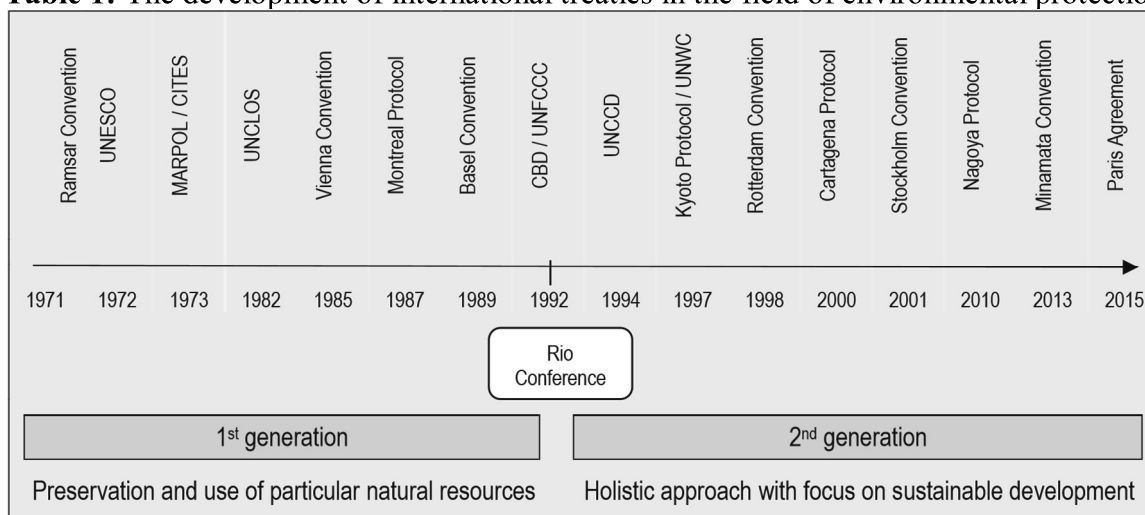 Table 1. The development of international treaties in the field of environmental protectio
Ramsar Convention
UNESCO
MARPOL / CITES
UNCLOS
Vienna Convention
Montreal Protocol
Basel Convention
CBD / UNFCCC
UNCCD
Kyoto Protocol / UNWC
Rotterdam Convention
Cartagena Protocol
Stockholm Convention
Nagoya Protocol
Minamata Convention
Paris Agreement
1971 1972 1973 1982 1985 1987 1989 1992 1994 1997 1998 2000 2001 2010 2013 2015
Rio
Conference
1st generation 2nd generation
Preservation and use of particular natural resources Holistic approach with focus on sustainable development